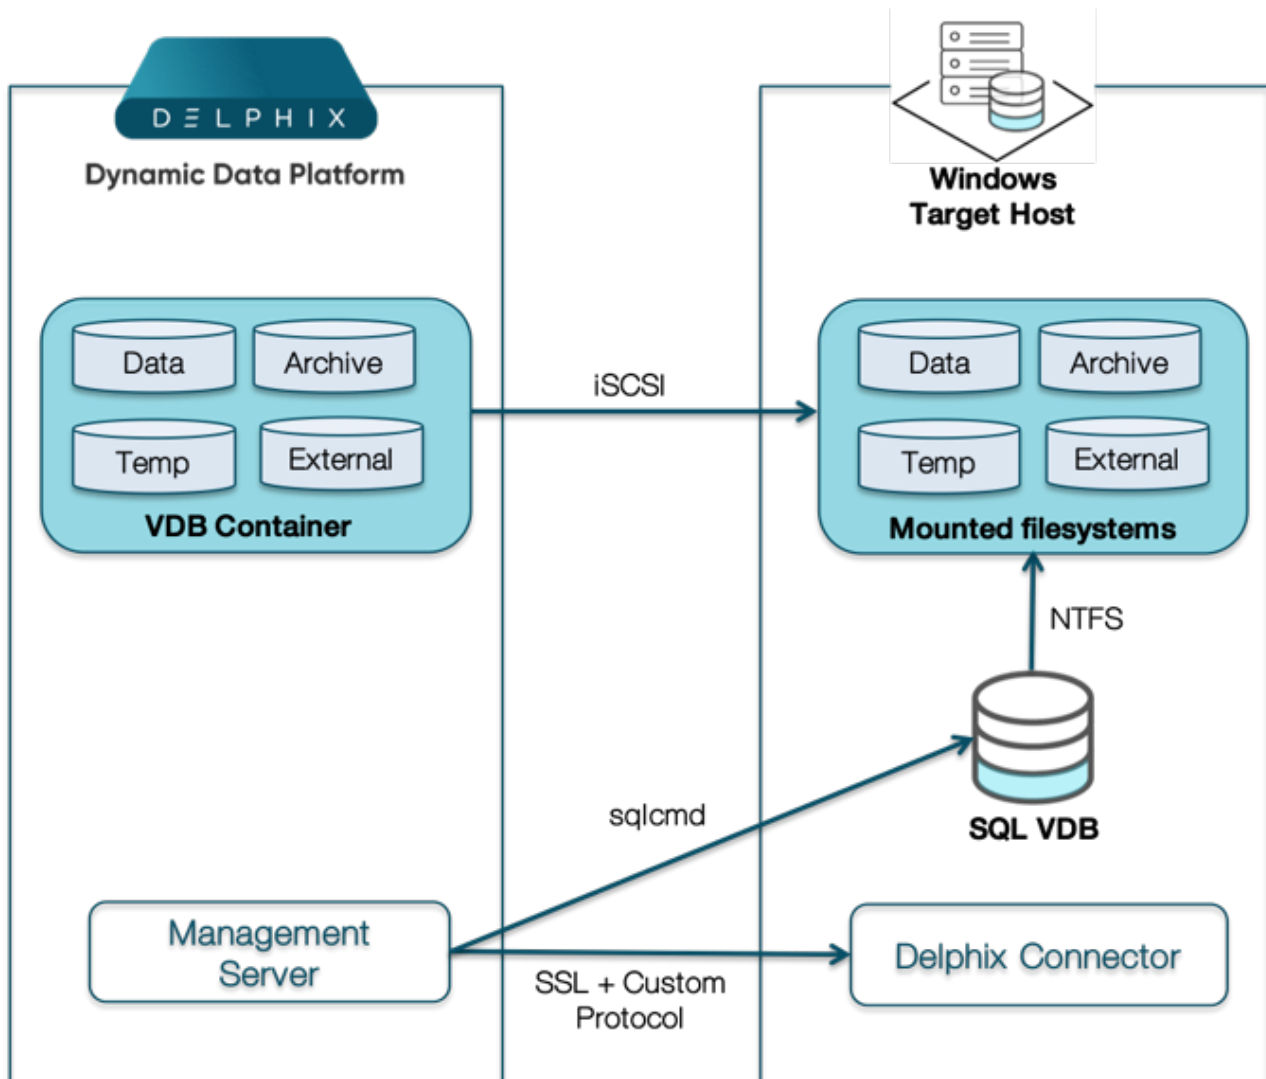 DELPHIX
Dynamic Data Platform
Windows
Target Host
Data
Archive
Temp
External
VDB Container
iSCSI
Data
Archive
Temp
External
Mounted filesystems
NTFS
sqlcmd
SQL VDB
Management
Server
SSL + Custom
Protocol
Delphix Connector